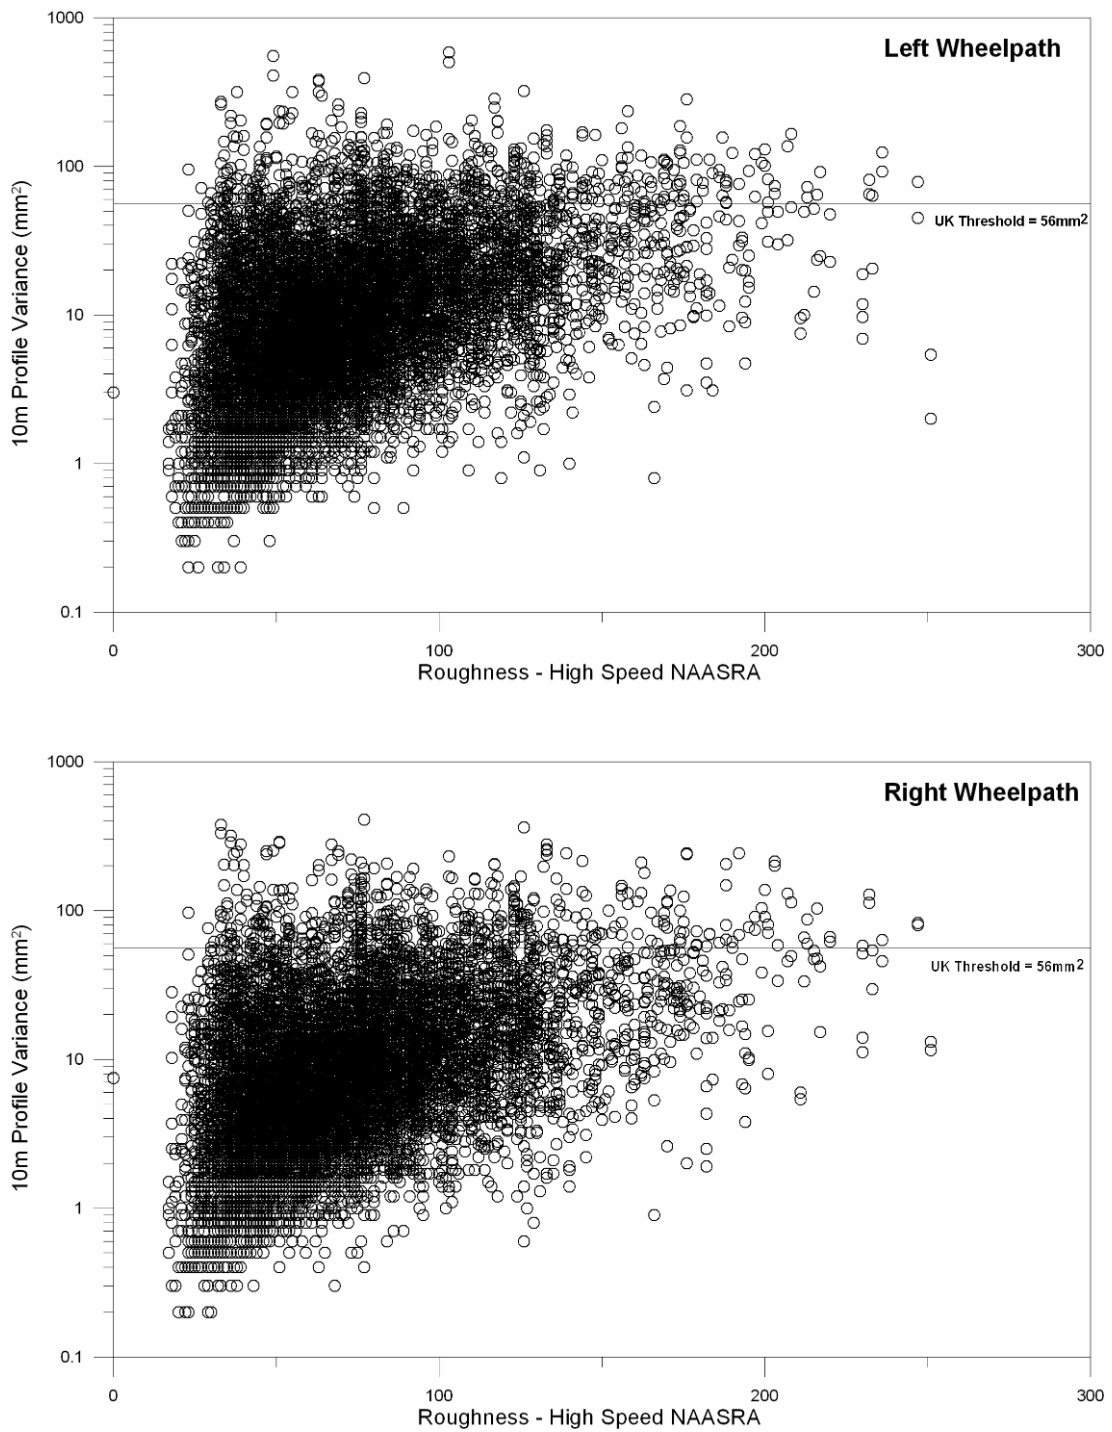 1000
Left Wheelpath
100
UK Threshold = 56mm²
10m Profile Variance (mm²)
10
1
0.1
0
100
200
300
Roughness - High Speed NAASRA
1000
Right Wheelpath
100
UK Threshold = 56mm²
10m Profile Variance (mm²)
10
1
0.1
0
100
200
300
Roughness - High Speed NAASRA